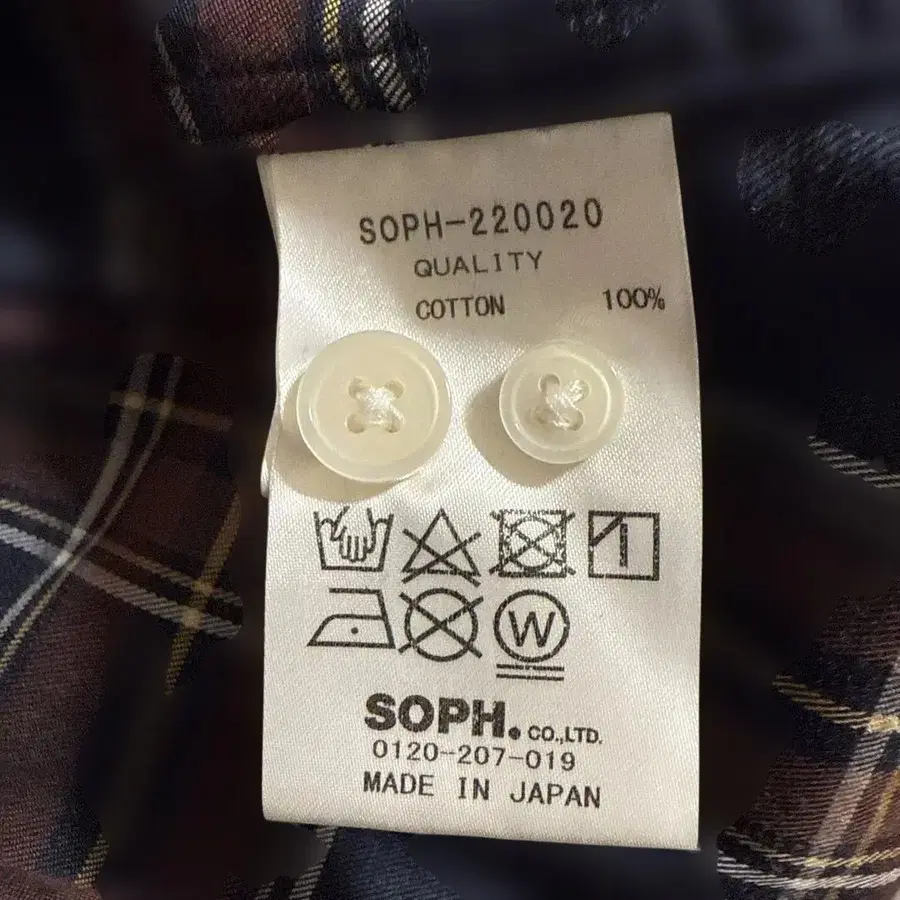 SOPH-220020
QUALITY
COTTON 100%
W
SOPH. CO.,LTD.
0120-207-019
MADE IN JAPAN